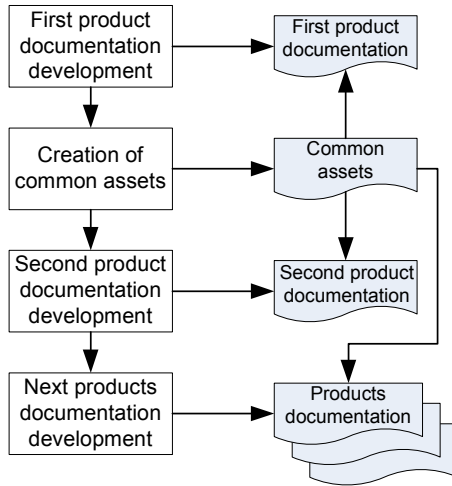 First product
documentation
development
First product
documentation
Creation of
common assets
Common
assets
Second product
documentation
development
Second product
documentation
Next products
documentation
development
Products
documentation